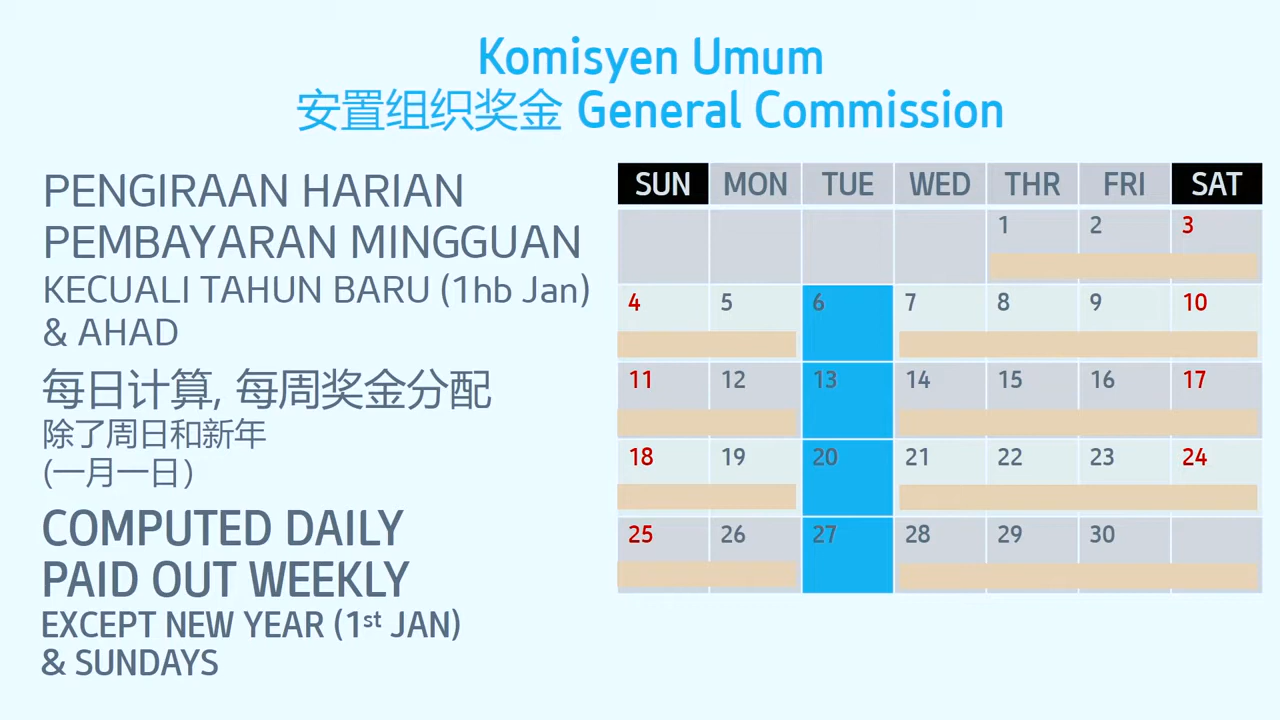 Komisyen Umum
安置组织奖金 General Commission
PENGIRAAN HARIAN
PEMBAYARAN MINGGUAN
KECUALI TAHUN BARU (1hb Jan)
& AHAD
每日计算, 每周奖金分配
除了周日和新年
(一月一日)
COMPUTED DAILY
PAID OUT WEEKLY
EXCEPT NEW YEAR (1st JAN)
& SUNDAYS
SUN MON TUE WED THR FRI SAT
1 2 3
4 5 6 7 8 9 10
11 12 13 14 15 16 17
18 19 20 21 22 23 24
25 26 27 28 29 30